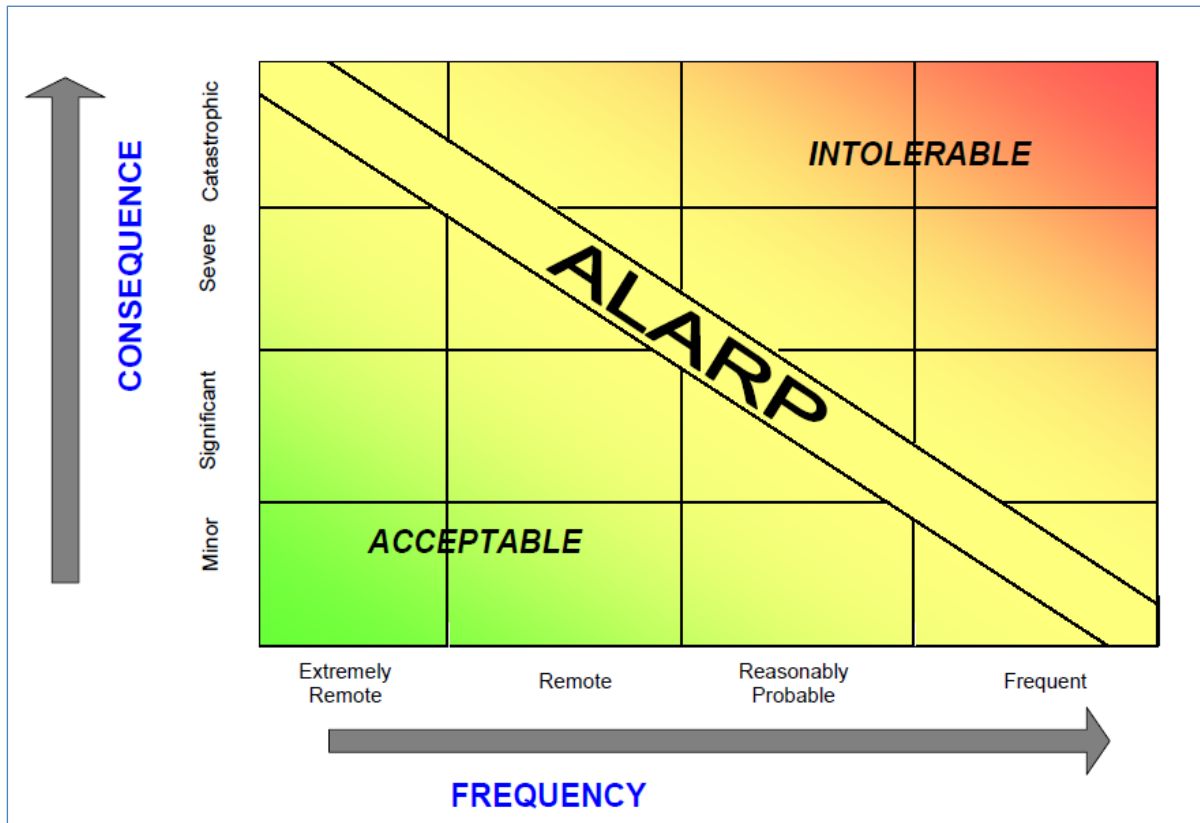 CONSEQUENCE
Catastrophic
Severe
Significant
Minor
INTOLERABLE
ALARP
ACCEPTABLE
Extremely
Remote
Remote
Reasonably
Probable
Frequent
FREQUENCY